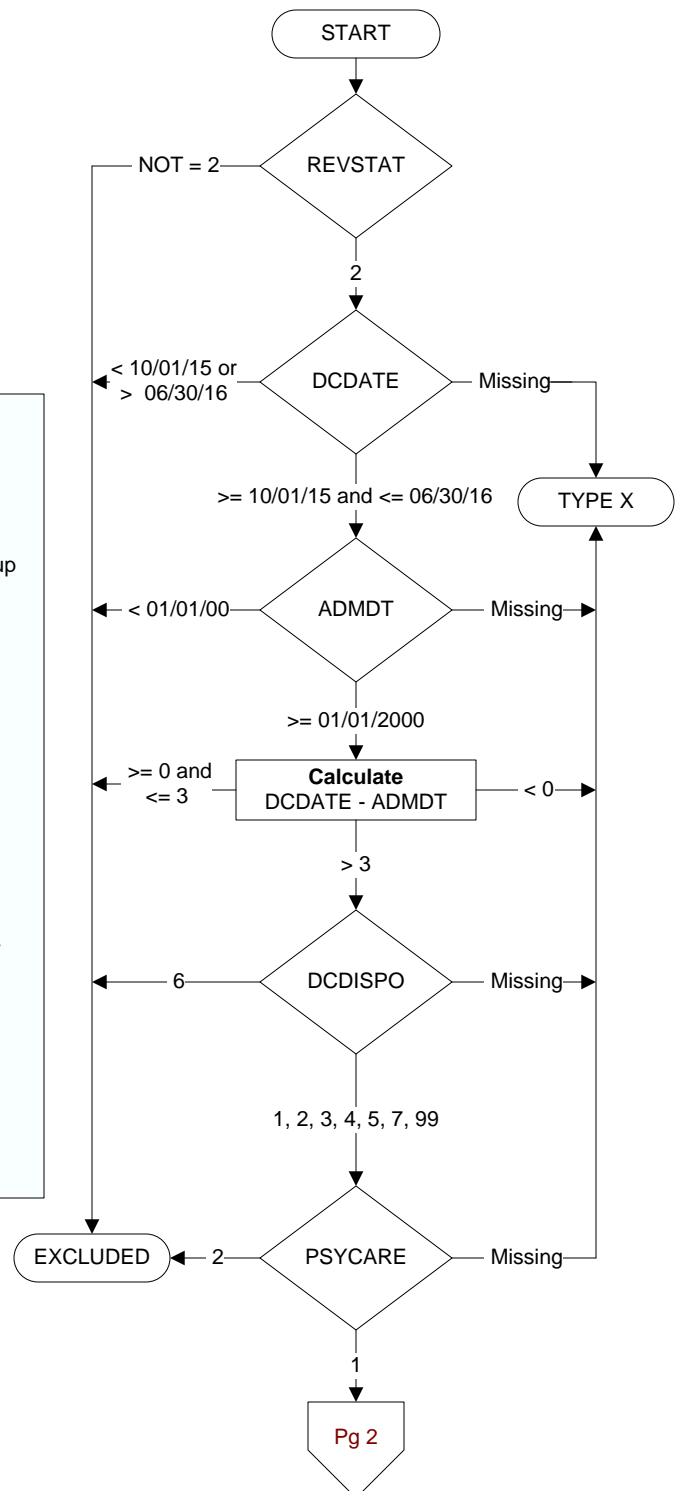 START
REVSTAT
NOT = 2
2
DCDATE
< 10/01/15 or
> 06/30/16
Missing
>= 10/01/15 and <= 06/30/16
TYPE X
up
ADMDT
< 01/01/00
Missing
>= 01/01/2000
Calculate
DCDATE - ADMDT
>= 0 and
<= 3
< 0
> 3
DCDISPO
6
Missing
1, 2, 3, 4, 5, 7, 99
PSYCARE
EXCLUDED
2
Missing
1
Pg 2